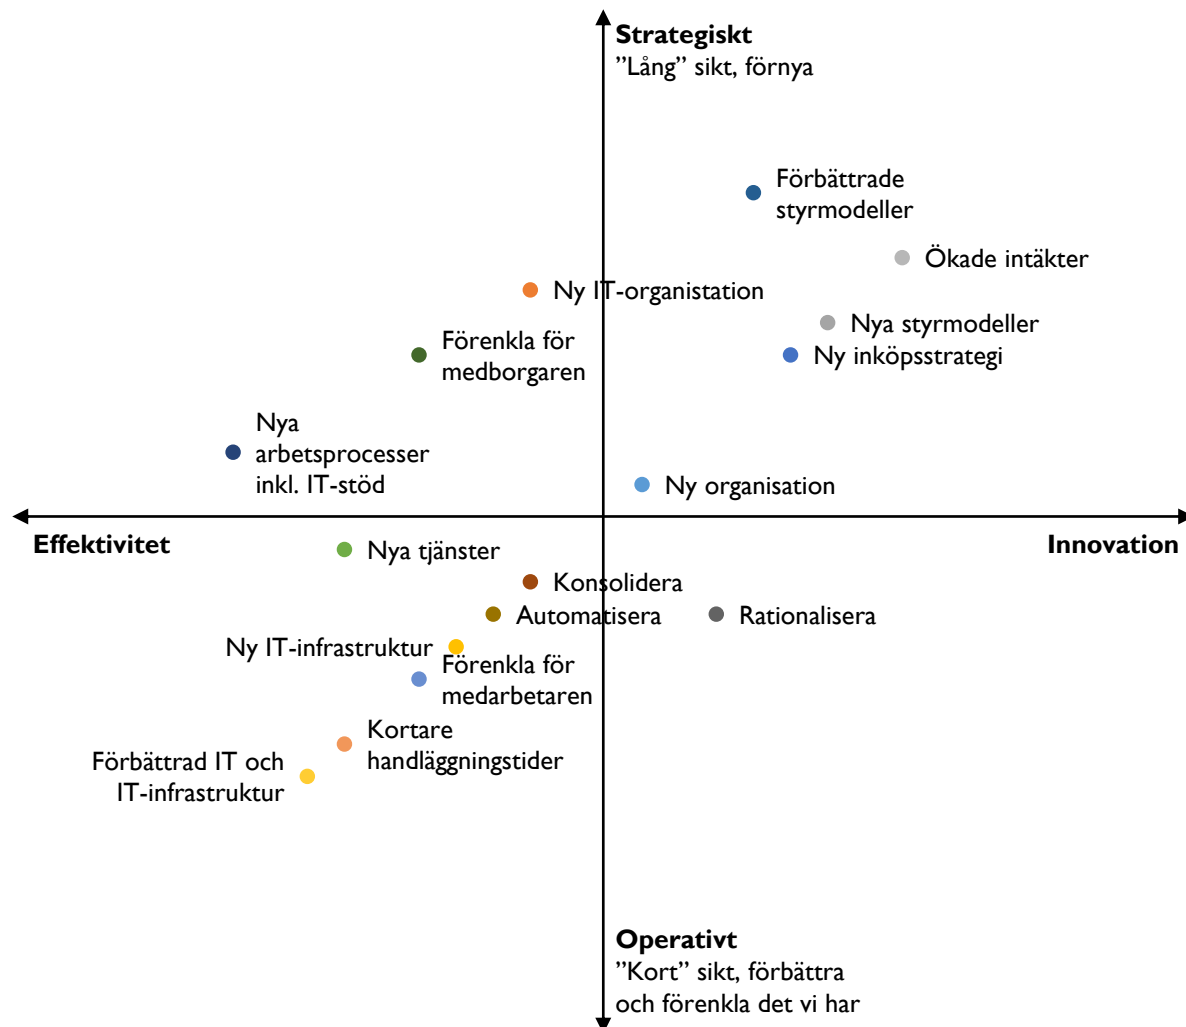 Strategiskt
”Lång” sikt, förnya
Förbättrade
styrmodeller
Ökade intäkter
Ny IT-organistation
Nya styrmodeller
Förenkla för
medborgaren
Ny inköpsstrategi
Nya
arbetsprocesser
inkl. IT-stöd
Ny organisation
Effektivitet
Innovation
Nya tjänster
Konsolidera
Automatisera
Rationalisera
Ny IT-infrastruktur
Förenkla för
medarbetaren
Kortare
handläggningstider
Förbättrad IT och
IT-infrastruktur
Operativt
”Kort” sikt, förbättra
och förenkla det vi har